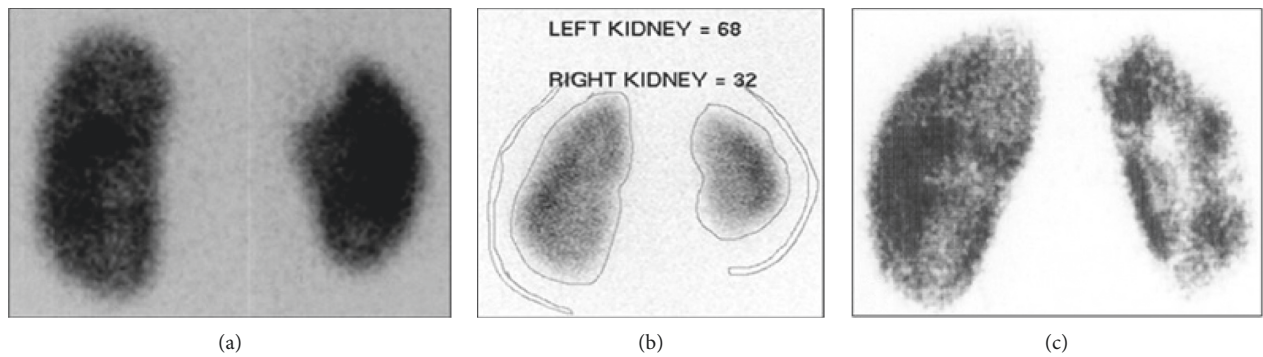 LEFT KIDNEY = 68
RIGHT KIDNEY = 32
(a)
(b)
(c)